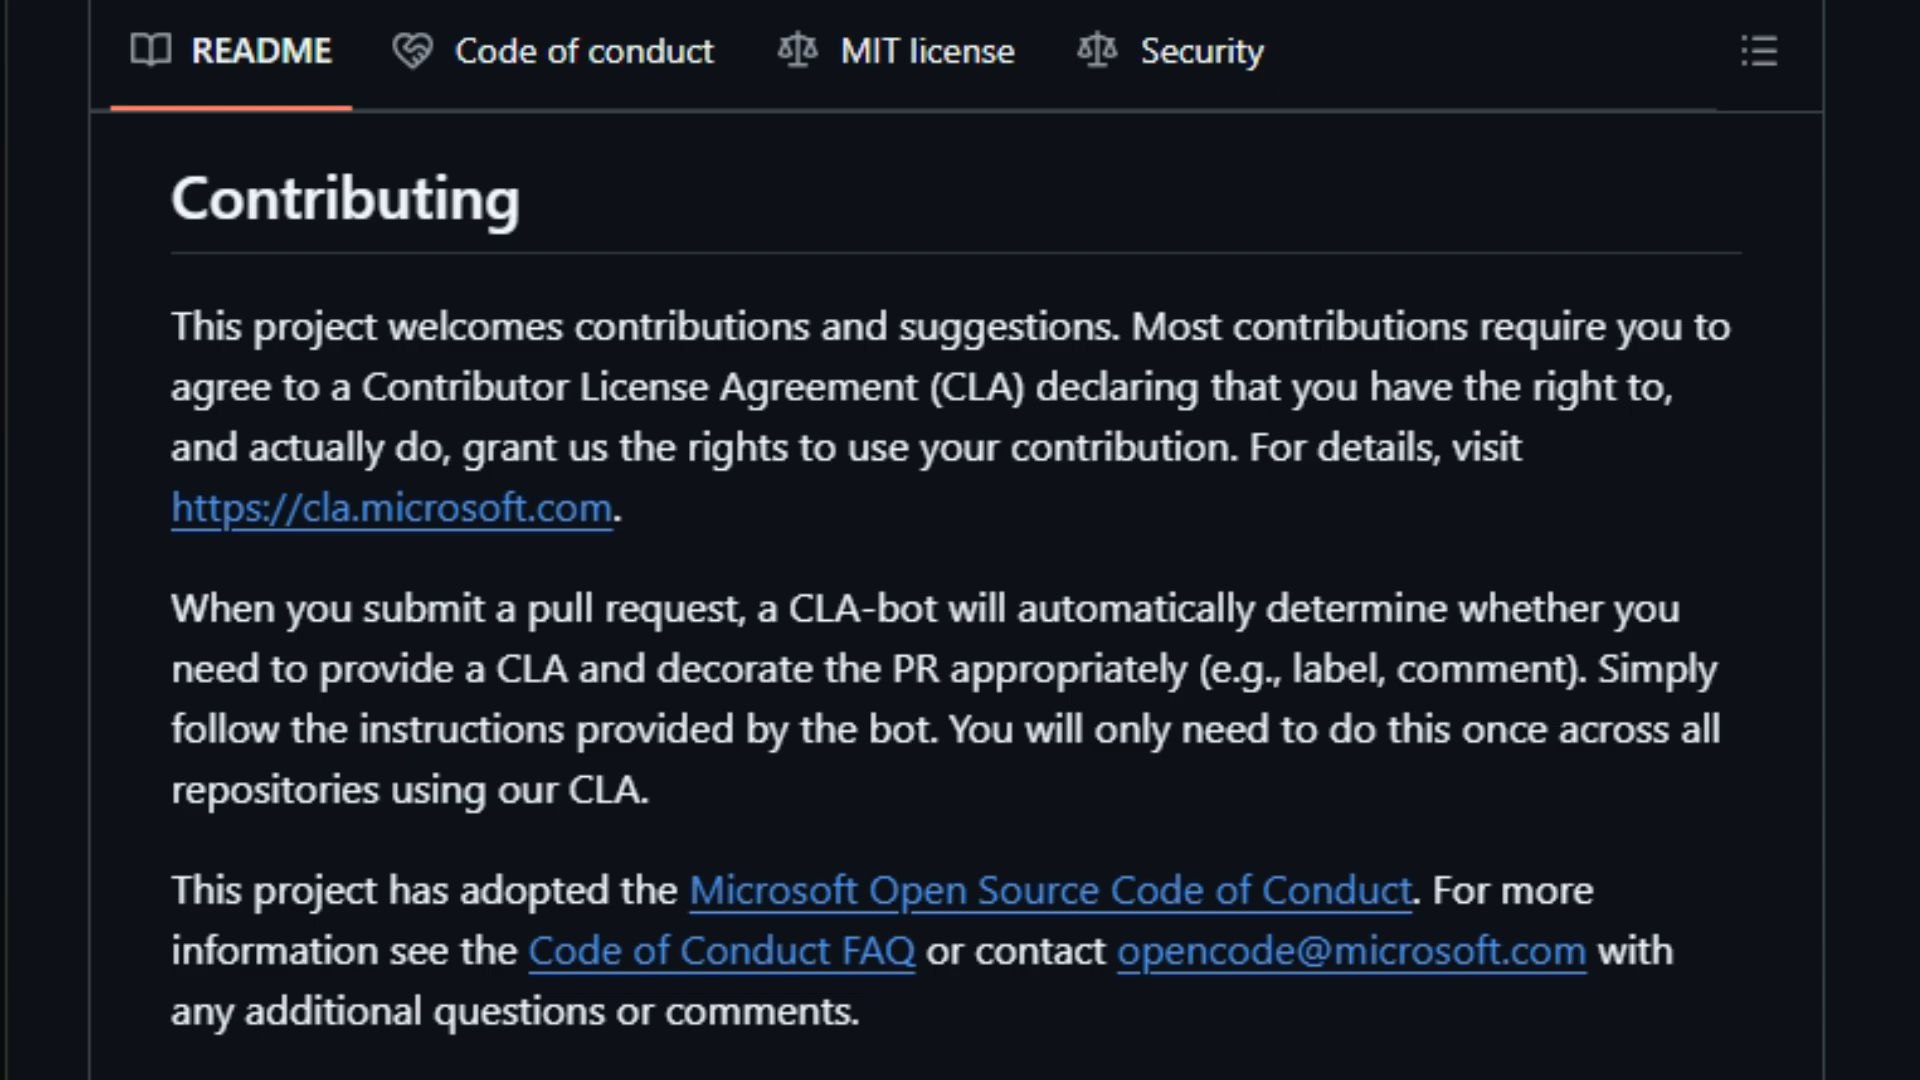 README Code of conduct MIT license Security
Contributing
This project welcomes contributions and suggestions. Most contributions require you to
agree to a Contributor License Agreement (CLA) declaring that you have the right to,
and actually do, grant us the rights to use your contribution. For details, visit
https://cla.microsoft.com.
When you submit a pull request, a CLA-bot will automatically determine whether you
need to provide a CLA and decorate the PR appropriately (e.g., label, comment). Simply
follow the instructions provided by the bot. You will only need to do this once across all
repositories using our CLA.
This project has adopted the Microsoft Open Source Code of Conduct. For more
information see the Code of Conduct FAQ or contact opencode@microsoft.com with
any additional questions or comments.